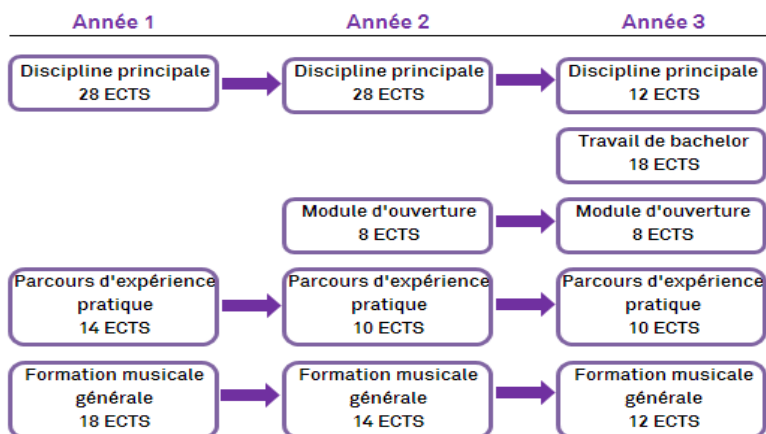 Année 1
Année 2
Année 3
Discipline principale
28 ECTS
Discipline principale
28 ECTS
Discipline principale
12 ECTS
Travail de bachelor
18 ECTS
Module d'ouverture
8 ECTS
Module d'ouverture
8 ECTS
Parcours d'expérience
pratique
14 ECTS
Parcours d'expérience
pratique
10 ECTS
Parcours d'expérience
pratique
10 ECTS
Formation musicale
générale
18 ECTS
Formation musicale
générale
14 ECTS
Formation musicale
générale
12 ECTS